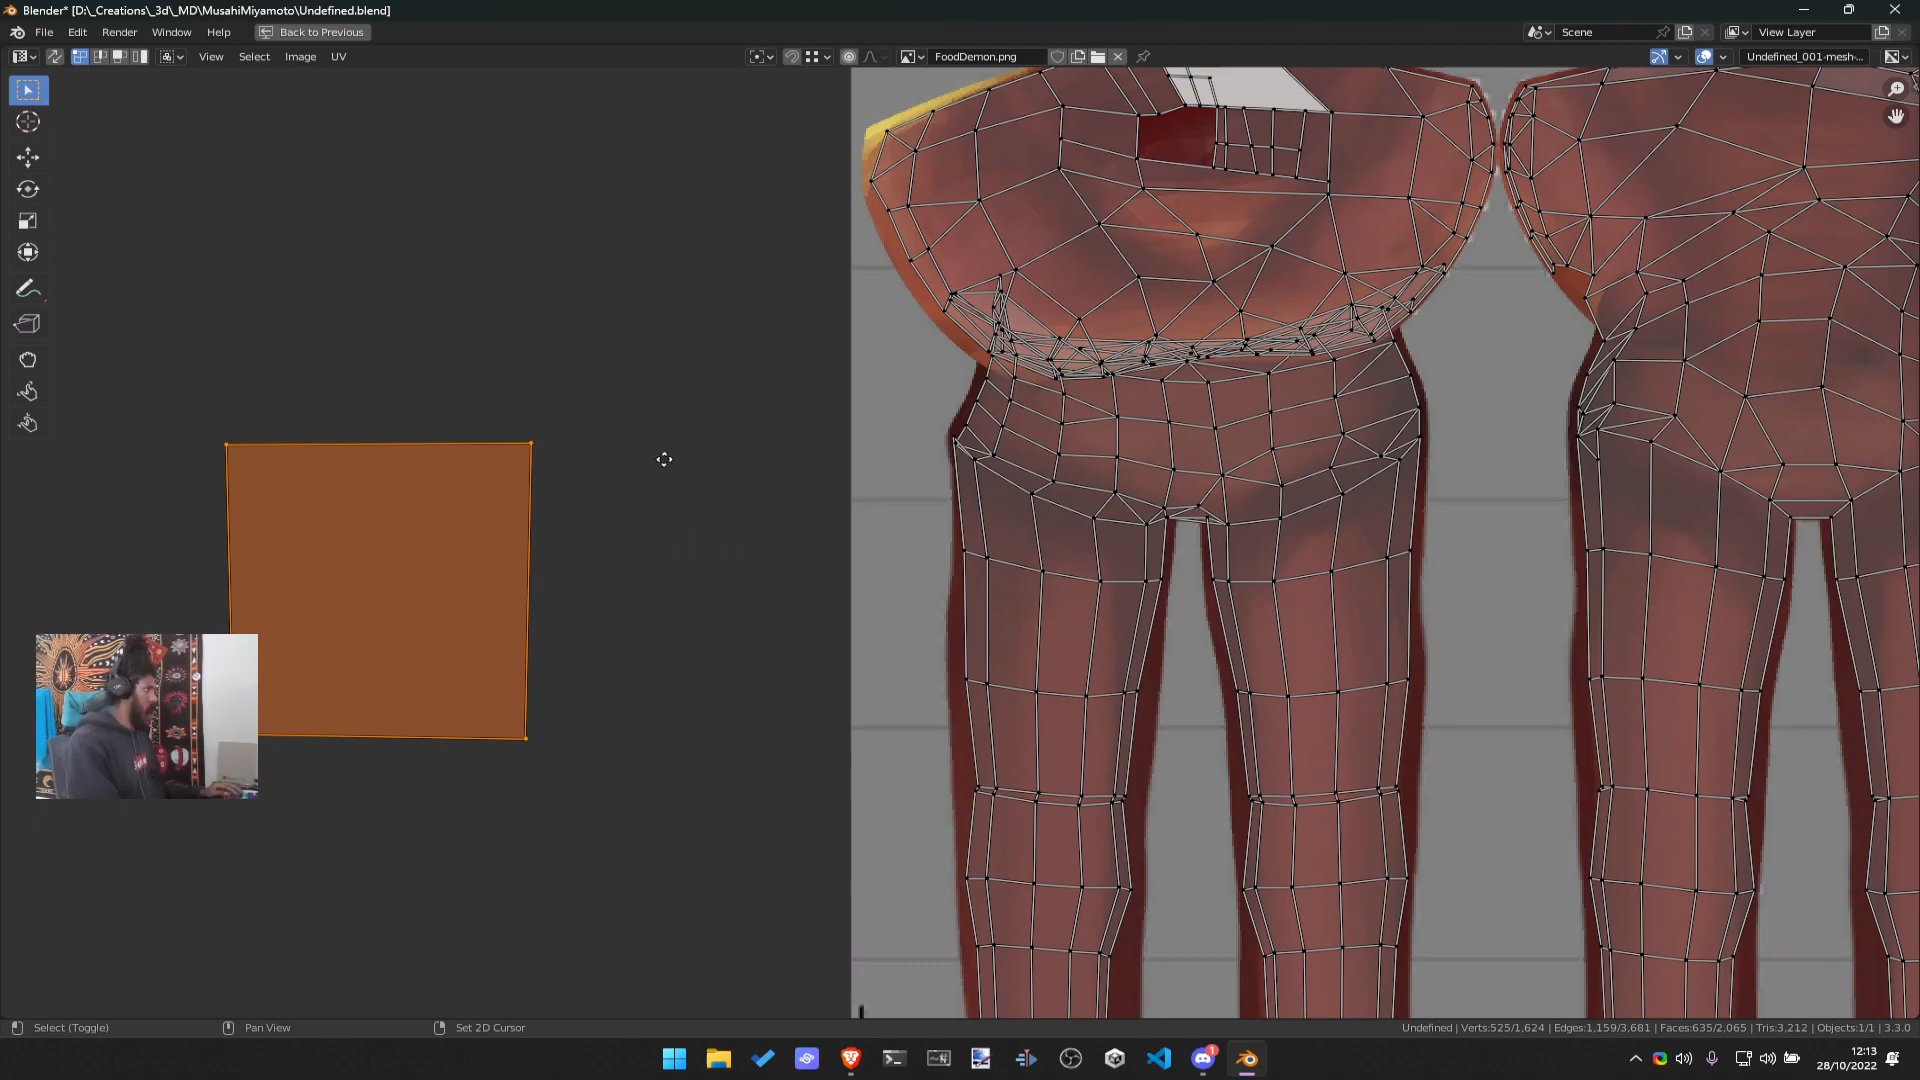 Blender* [D:\_Creations\_3d\_MD\MusahiMiyamoto\Undefined.blend]
File Edit Render Window Help Back to Previous Scene View Layer
View Select Image UV FoodDemon.png Undefined_001-mesh-...
Select (Toggle) Pan View Set 2D Cursor Undefined | Verts:525/1,624 | Edges:1,159/3,681 | Faces:635/2,065 | Tris:3,212 | Objects:1/1 | 3.3.0
1 12:13
28/10/2022